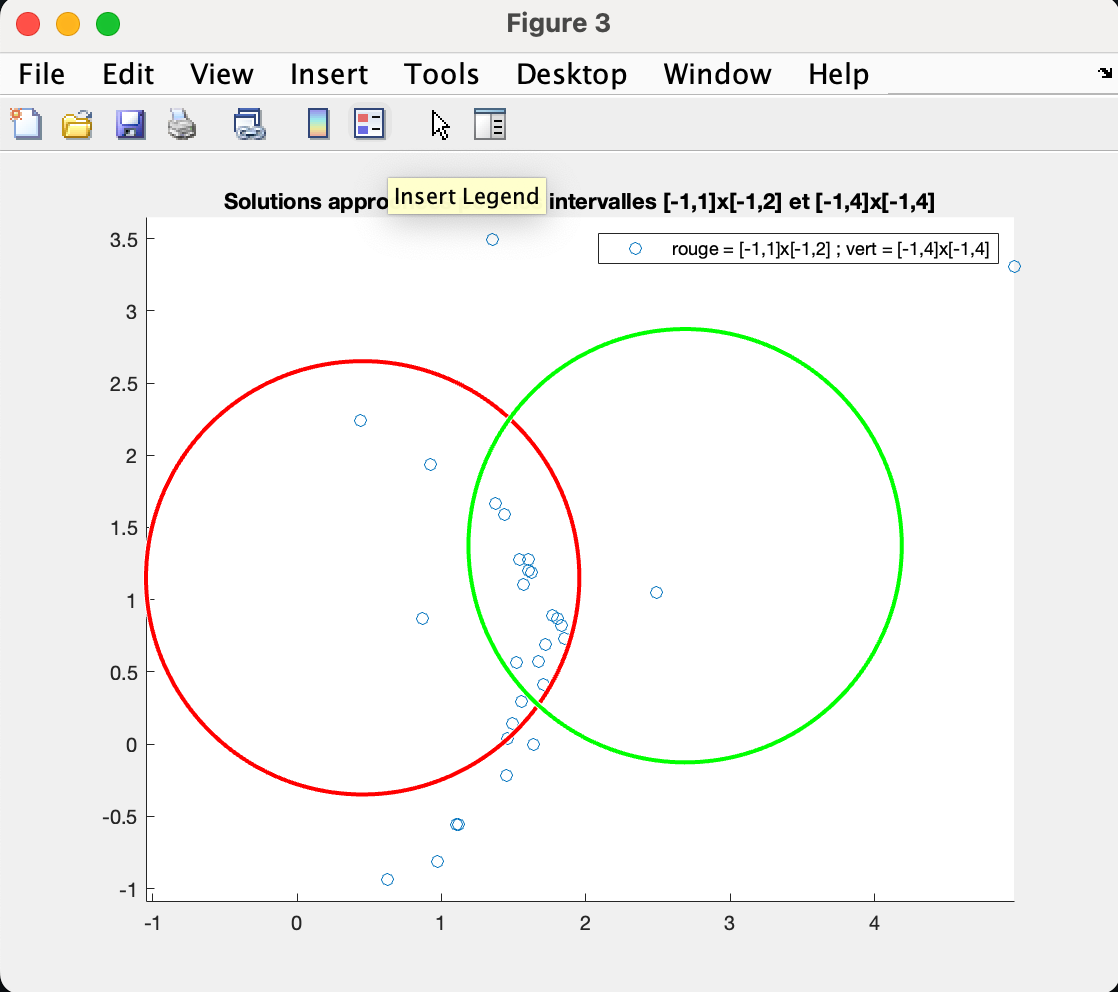 Figure 3
File Edit View Insert Tools Desktop Window Help
Insert Legend
Solutions appro intervalles [-1,1]x[-1,2] et [-1,4]x[-1,4]
rouge = [-1,1]x[-1,2] ; vert = [-1,4]x[-1,4]
3.5
3
2.5
2
1.5
1
0.5
0
-0.5
-1
-1 0 1 2 3 4